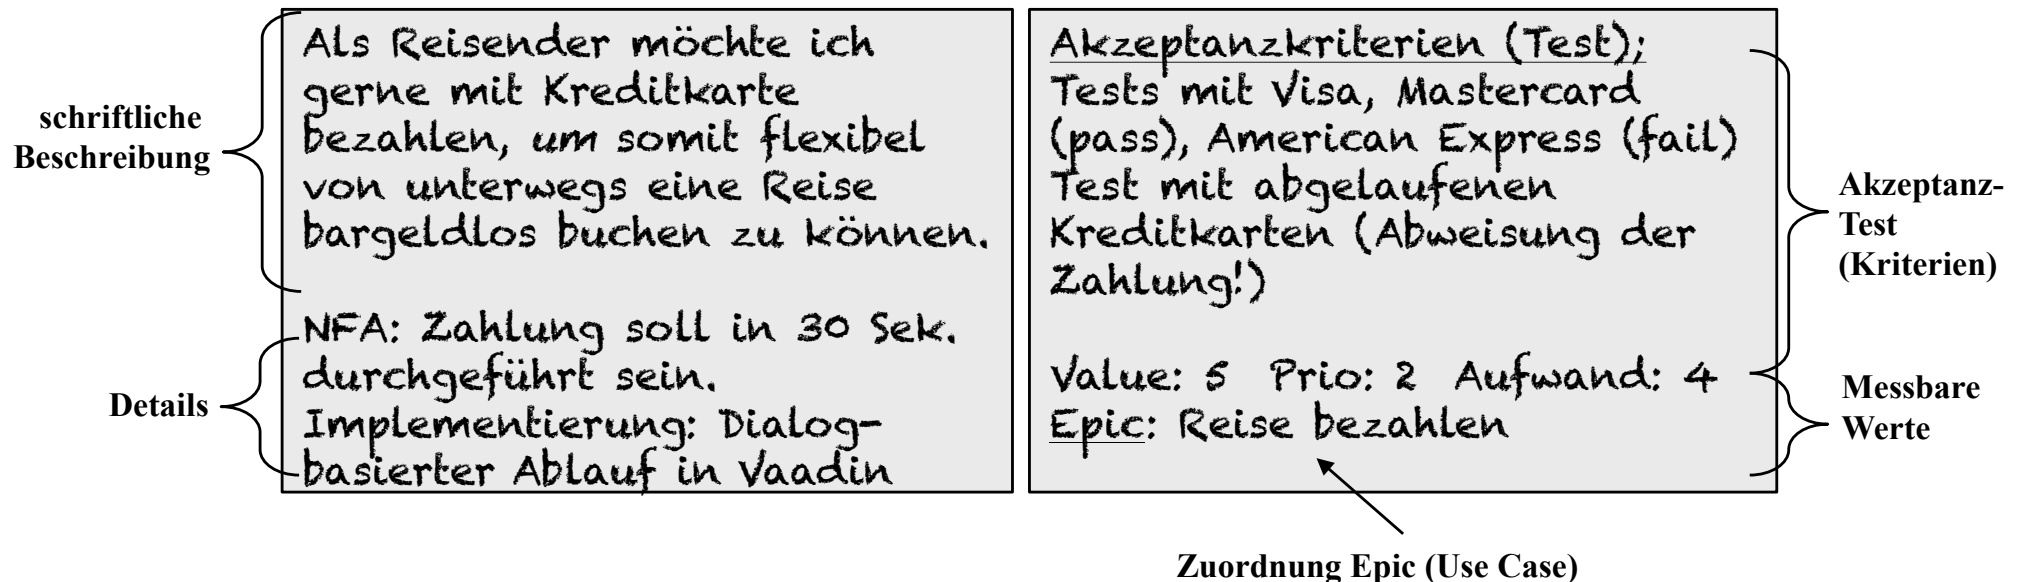 schriftliche
Beschreibung
Als Reisender möchte ich
gerne mit Kreditkarte
bezahlen, um somit flexibel
von unterwegs eine Reise
bargeldlos buchen zu können.
Details
NFA: Zahlung soll in 30 Sek.
durchgeführt sein.
Implementierung: Dialog-
basierter Ablauf in Vaadin
Akzeptanzkriterien (Test);
Tests mit Visa, Mastercard
(pass), American Express (fail)
Test mit abgelaufenen
Kreditkarten (Abweisung der
Zahlung!)
Value: 5 Prio: 2 Aufwand: 4
Epic: Reise bezahlen
Akzeptanz-
Test
(Kriterien)
Messbare
Werte
Zuordnung Epic (Use Case)